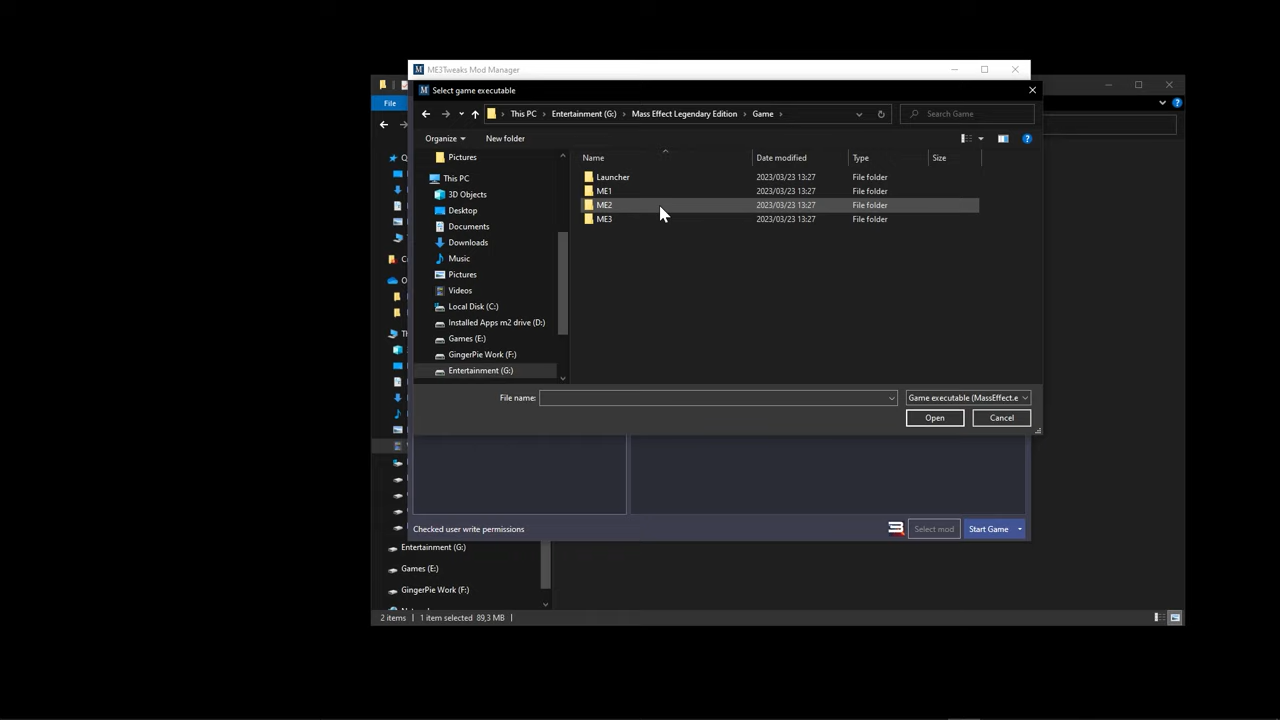 ME3Tweaks Mod Manager
Select game executable
File
This PC
Entertainment (G:)
Mass Effect Legendary Edition
Game
Search Game
Organize
New folder
Name
Date modified
Type
Size
Launcher 2023/03/23 13:27 File folder
ME1 2023/03/23 13:27 File folder
ME2 2023/03/23 13:27 File folder
ME3 2023/03/23 13:27 File folder
Pictures
This PC
3D Objects
Desktop
Documents
Downloads
Music
Pictures
Videos
Local Disk (C:)
Installed Apps m2 drive (D:)
Games (E:)
GingerPie Work (F:)
Entertainment (G:)
File name:
Game executable (MassEffect.e
Open
Cancel
Checked user write permissions
Select mod
Start Game
Entertainment (G:)
Games (E:)
GingerPie Work (F:)
2 items
1 item selected 89,3 MB